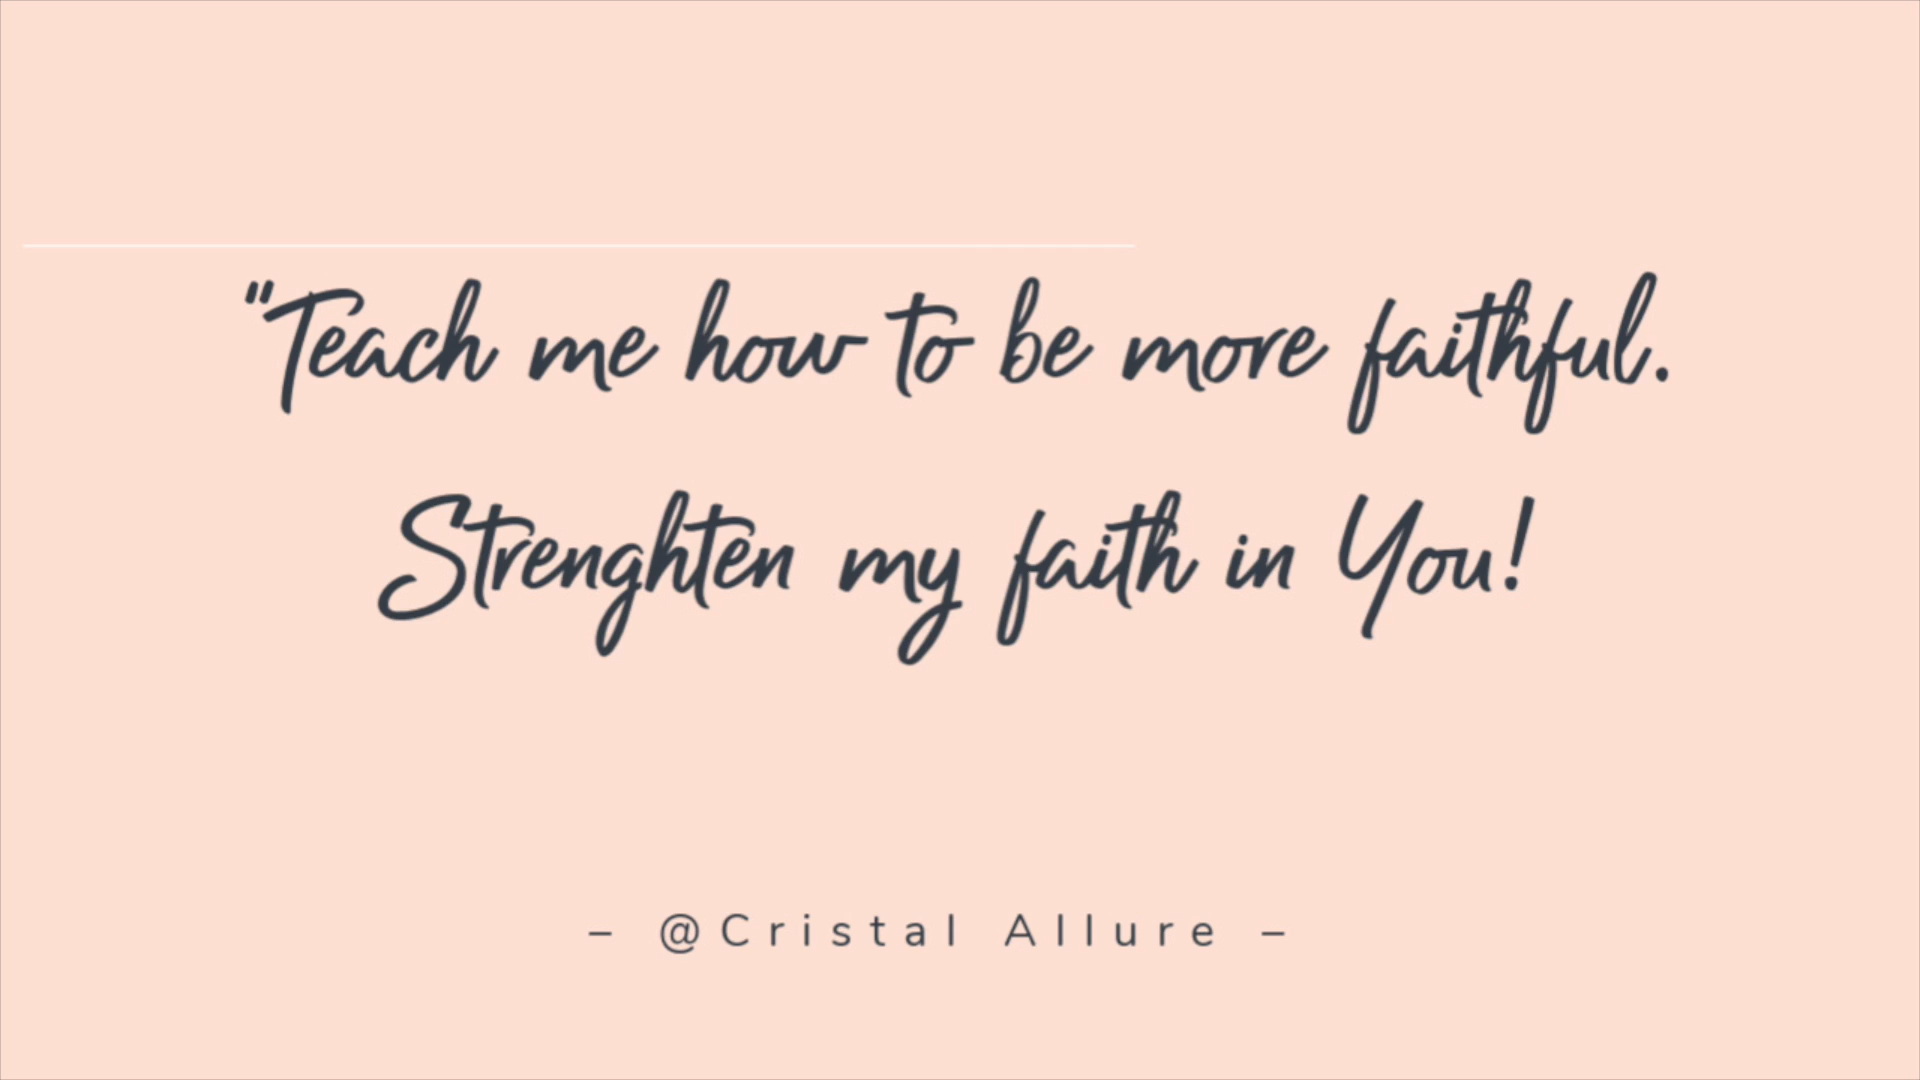 "Teach me how to be more faithful.
Strenghten my faith in You!
– @Cristal Allure –